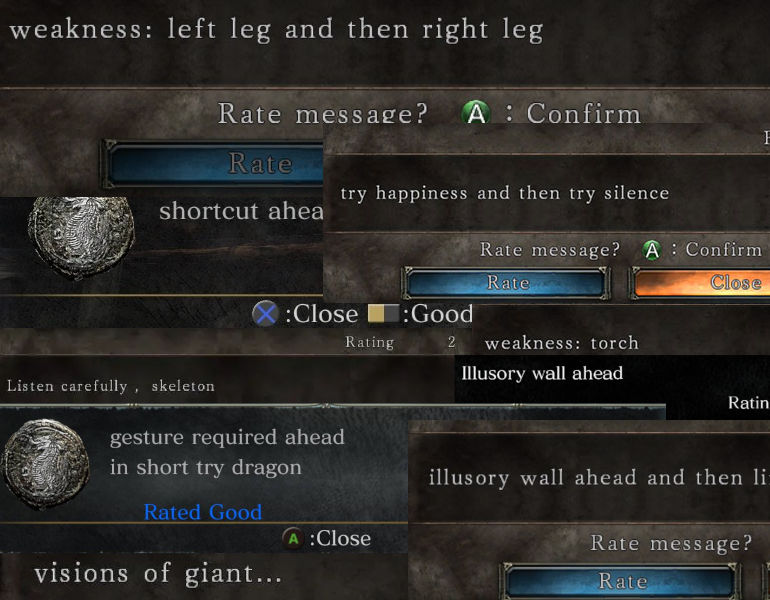 weakness: left leg and then right leg
Rate message? A : Confirm
Rate
try happiness and then try silence
shortcut ahea
Rate message? A : Confirm
Rate Close
:Close :Good
Rating 2
weakness: torch
Illusory wall ahead
Listen carefully , skeleton
Ratin
gesture required ahead
in short try dragon
illusory wall ahead and then li
Rated Good
A :Close
Rate message?
visions of giant...
Rate